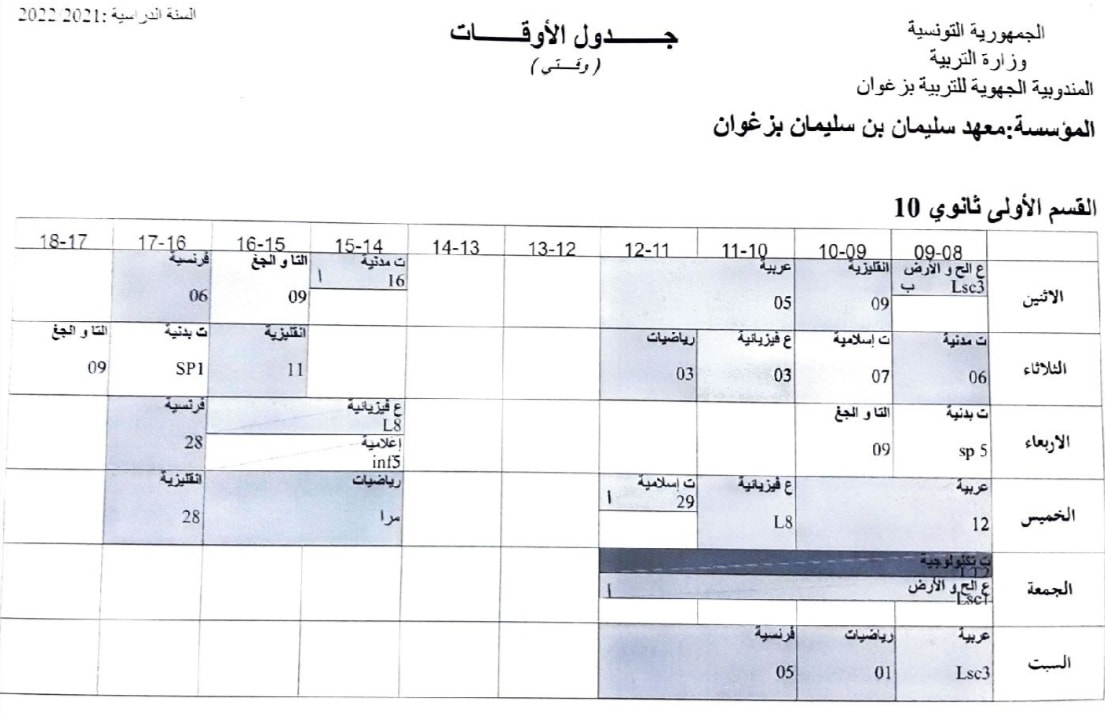 الجمهورية التونسية
وزارة التربية
المندوبية الجهوية للتربية بزغوان
المؤسسة:معهد سليمان بن سليمان بزغوان
جـــدول الأوقـــات
(وقـتي)
السنة الدراسية :2022/2021
القسم الأولى ثانوي 10
09-08 10-09 11-10 12-11 13-12 14-13 15-14 16-15 17-16 18-17
الاثنين
ع الح و الأرض انقليزية عربية ت مدنية التا و الجغ فرنسية
Lsc3 ب 09 05 16 ا 09 06
الثلاثاء
ت مدنية ت إسلامية ع فيزيائية رياضيات انقليزية ت بدنية التا و الجغ
06 07 03 03 11 SP1 09
الاربعاء
ت بدنية التا و الجغ ع فيزيائية فرنسية
sp 5 09 L8 28
إعلامية
inf5
الخميس
عربية ع فيزيائية ت إسلامية رياضيات انقليزية
12 L8 29 ا مرا 28
الجمعة
ت تكنولوجية
ع الح و الأرض
Lsc1 ا
السبت
عربية رياضيات فرنسية
Lsc3 01 05